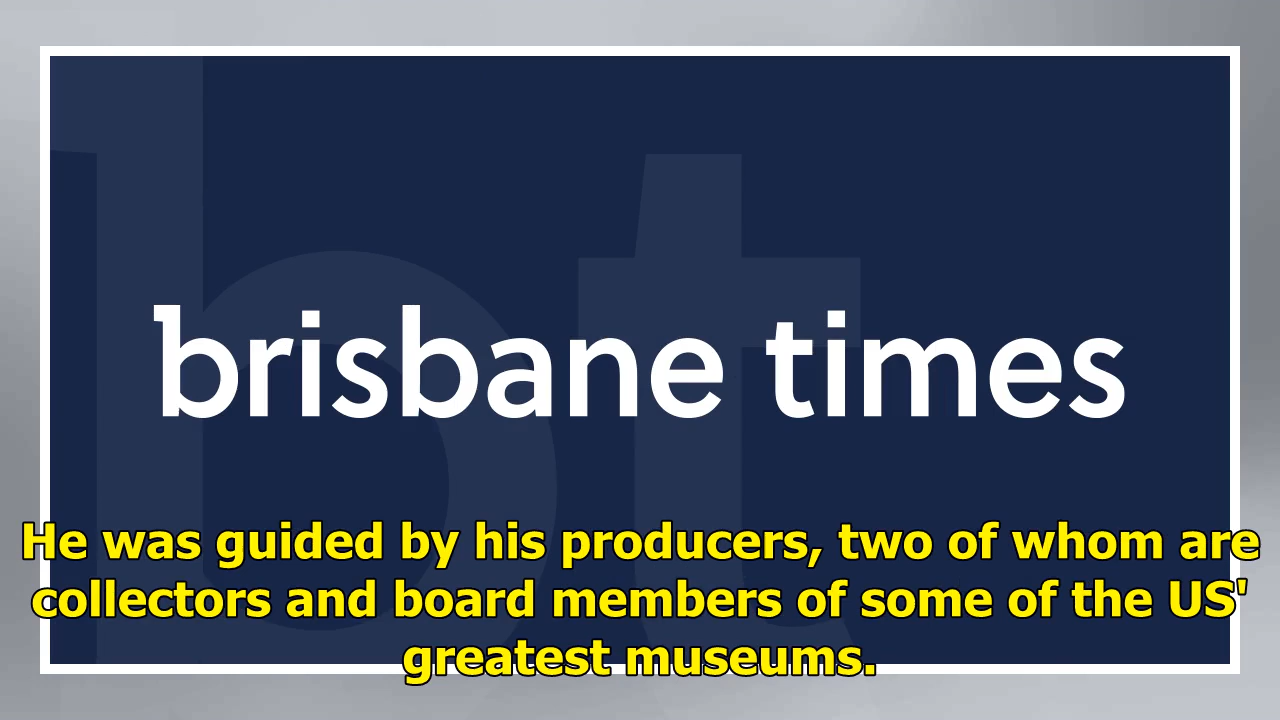 brisbane times
He was guided by his producers, two of whom are
collectors and board members of some of the US'
greatest museums.